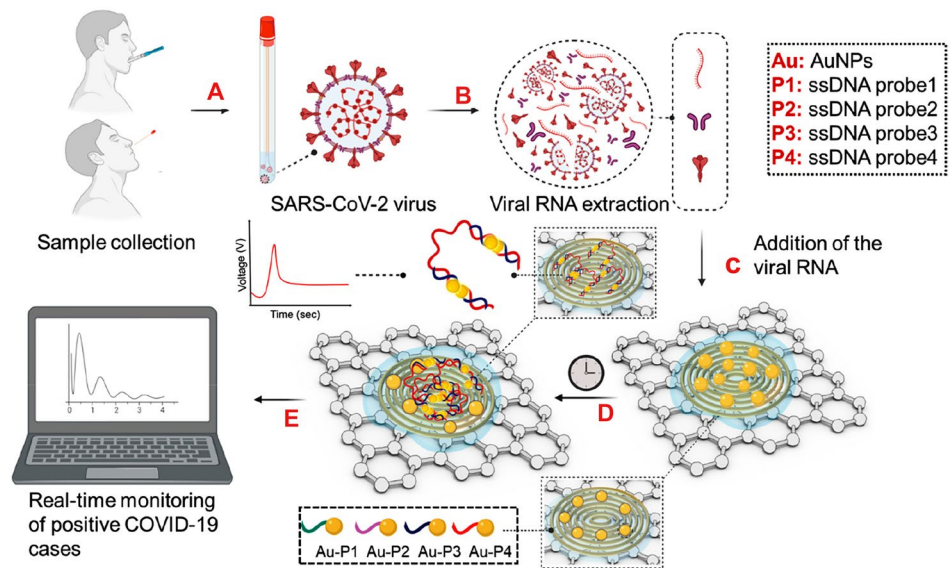 A
B
Au: AuNPs
P1: ssDNA probe1
P2: ssDNA probe2
P3: ssDNA probe3
P4: ssDNA probe4
SARS-CoV-2 virus
Viral RNA extraction
Sample collection
Voltage (V)
Time (sec)
C
Addition of the
viral RNA
D
E
0 1 2 3 4
Real-time monitoring
of positive COVID-19
cases
Au-P1 Au-P2 Au-P3 Au-P4